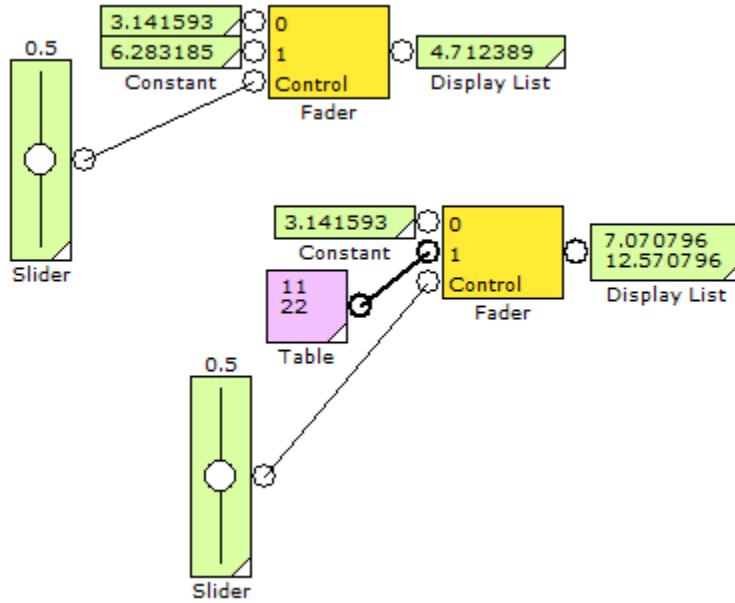 3.141593
0
6.283185
1
4.712389
Constant
Control
Display List
Fader
0.5
Slider
3.141593
0
Constant
1
7.070796
12.570796
Control
11
22
Display List
Fader
Table
0.5
Slider